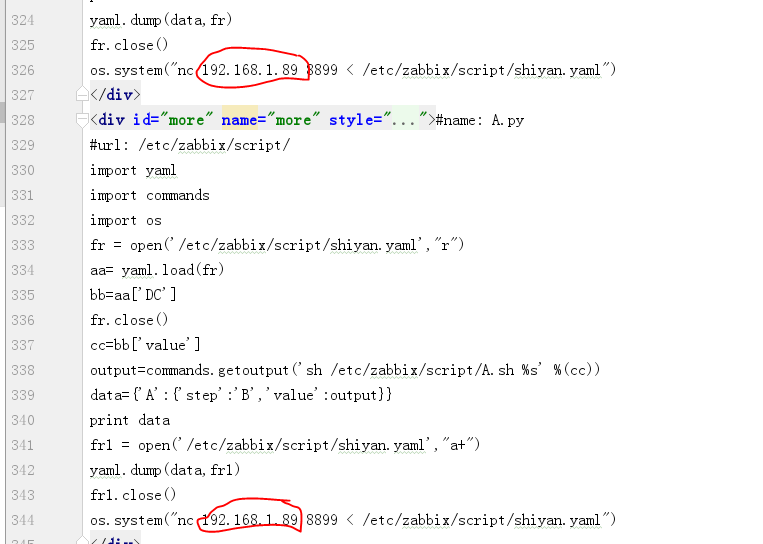 324 yaml.dump(data,fr)
325 fr.close()
326 os.system("nc 192.168.1.89 8899 < /etc/zabbix/script/shiyan.yaml")
327 </div>
328 <div id="more" name="more" style="...">#name: A.py
329 #url: /etc/zabbix/script/
330 import yaml
331 import commands
332 import os
333 fr = open('/etc/zabbix/script/shiyan.yaml',"r")
334 aa= yaml.load(fr)
335 bb=aa['DC']
336 fr.close()
337 cc=bb['value']
338 output=commands.getoutput('sh /etc/zabbix/script/A.sh %s' %(cc))
339 data={'A':{'step':'B','value':output}}
340 print data
341 fr1 = open('/etc/zabbix/script/shiyan.yaml',"a+")
342 yaml.dump(data,fr1)
343 fr1.close()
344 os.system("nc 192.168.1.89 8899 < /etc/zabbix/script/shiyan.yaml")
345 </div>